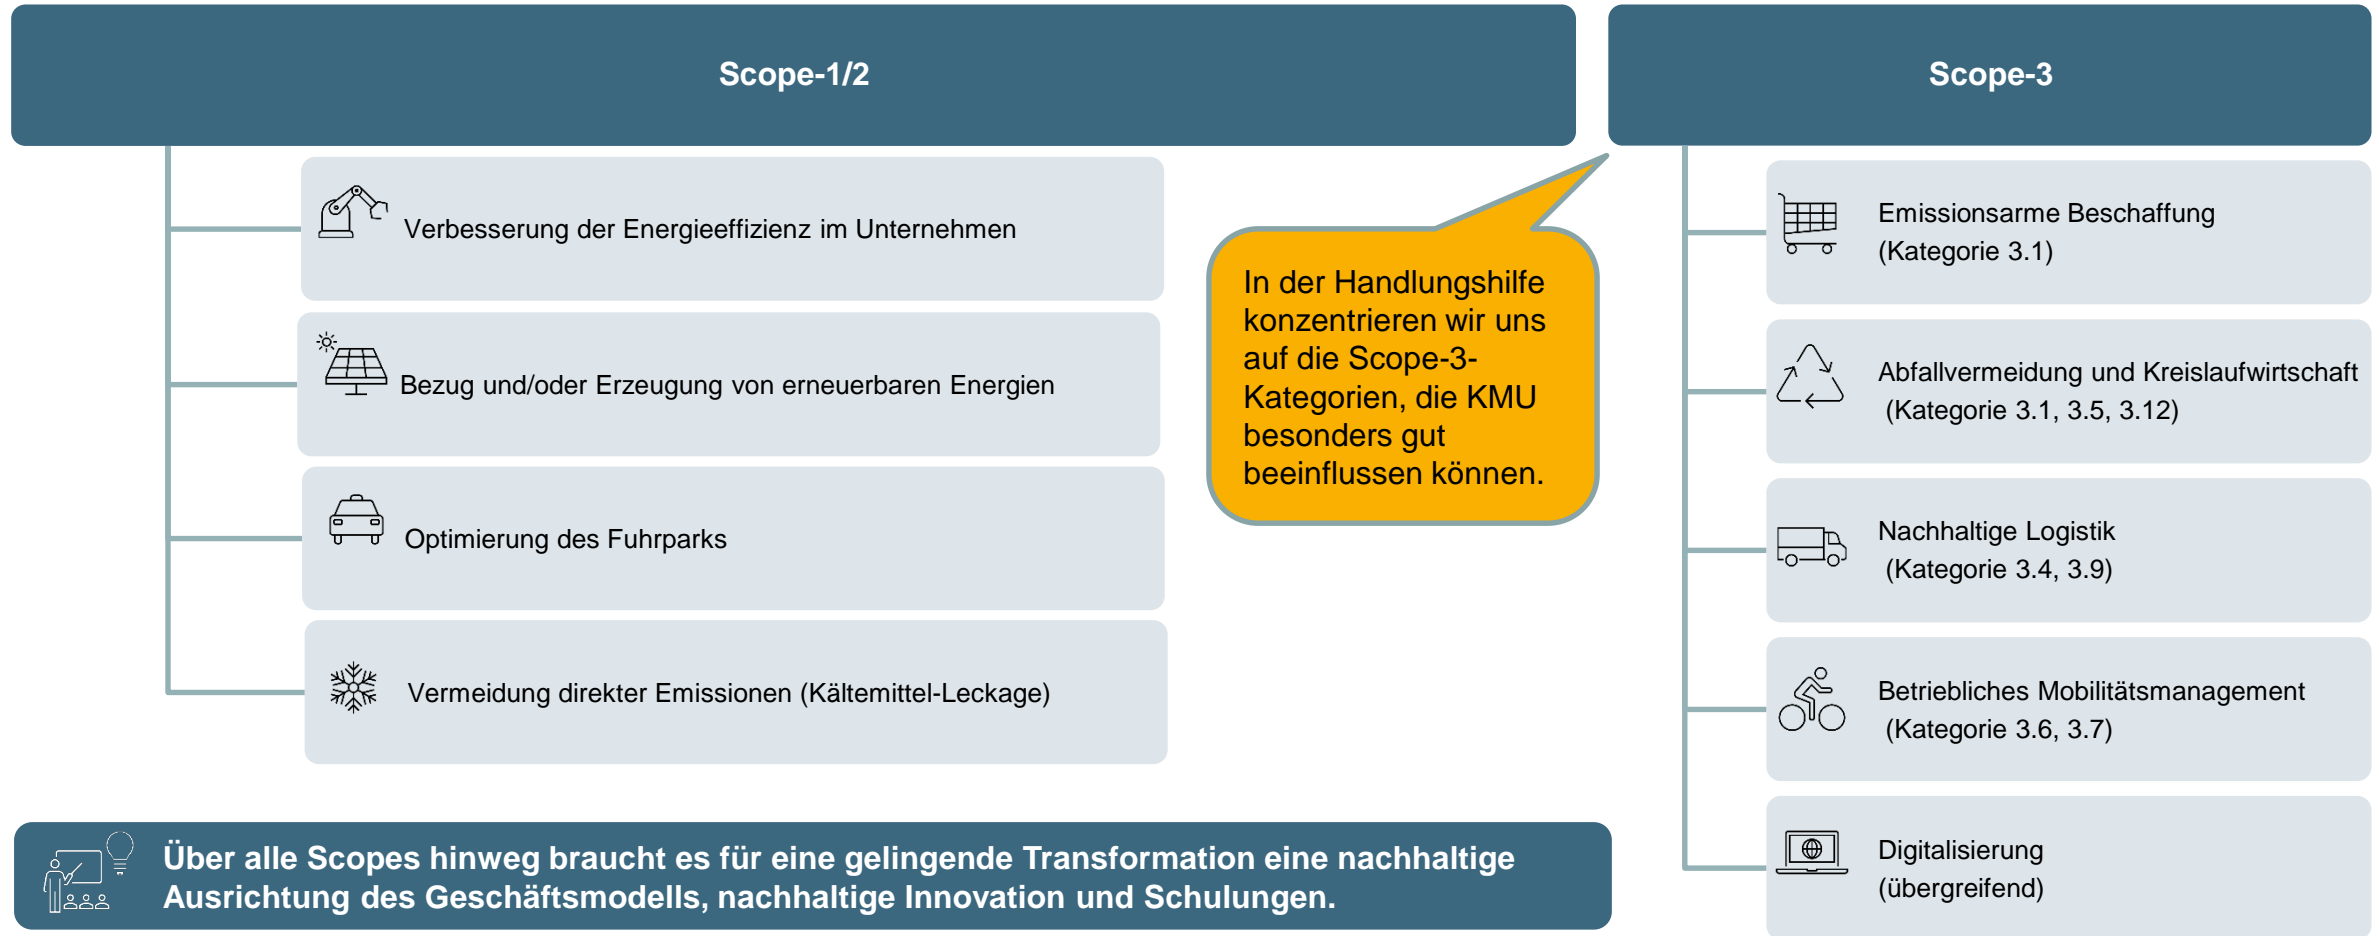 Scope-1/2
Verbesserung der Energieeffizienz im Unternehmen
Bezug und/oder Erzeugung von erneuerbaren Energien
Optimierung des Fuhrparks
Vermeidung direkter Emissionen (Kältemittel-Leckage)
In der Handlungshilfe
konzentrieren wir uns
auf die Scope-3-
Kategorien, die KMU
besonders gut
beeinflussen können.
Scope-3
Emissionsarme Beschaffung
(Kategorie 3.1)
Abfallvermeidung und Kreislaufwirtschaft
(Kategorie 3.1, 3.5, 3.12)
Nachhaltige Logistik
(Kategorie 3.4, 3.9)
Betriebliches Mobilitätsmanagement
(Kategorie 3.6, 3.7)
Digitalisierung
(übergreifend)
Über alle Scopes hinweg braucht es für eine gelingende Transformation eine nachhaltige
Ausrichtung des Geschäftsmodells, nachhaltige Innovation und Schulungen.